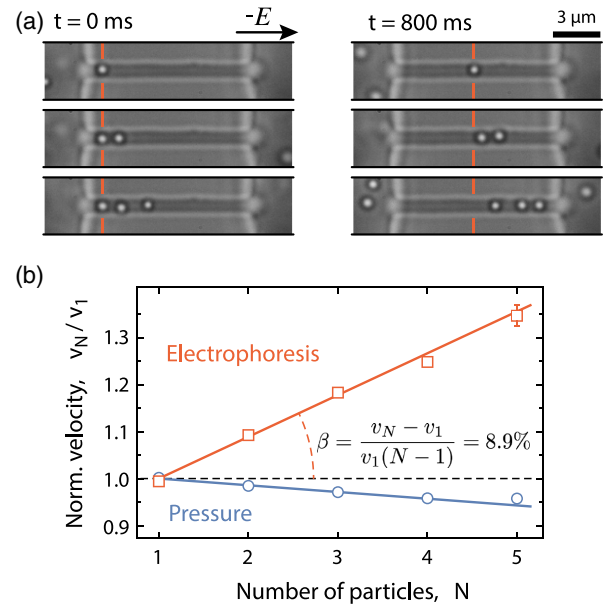 (a)
t = 0 ms
-E
t = 800 ms
3 μm
(b)
Norm. velocity, v_N / v_1
1.3
1.2
1.1
1.0
0.9
Electrophoresis
β = (v_N − v_1) / (v_1(N − 1)) = 8.9%
Pressure
1 2 3 4 5
Number of particles, N